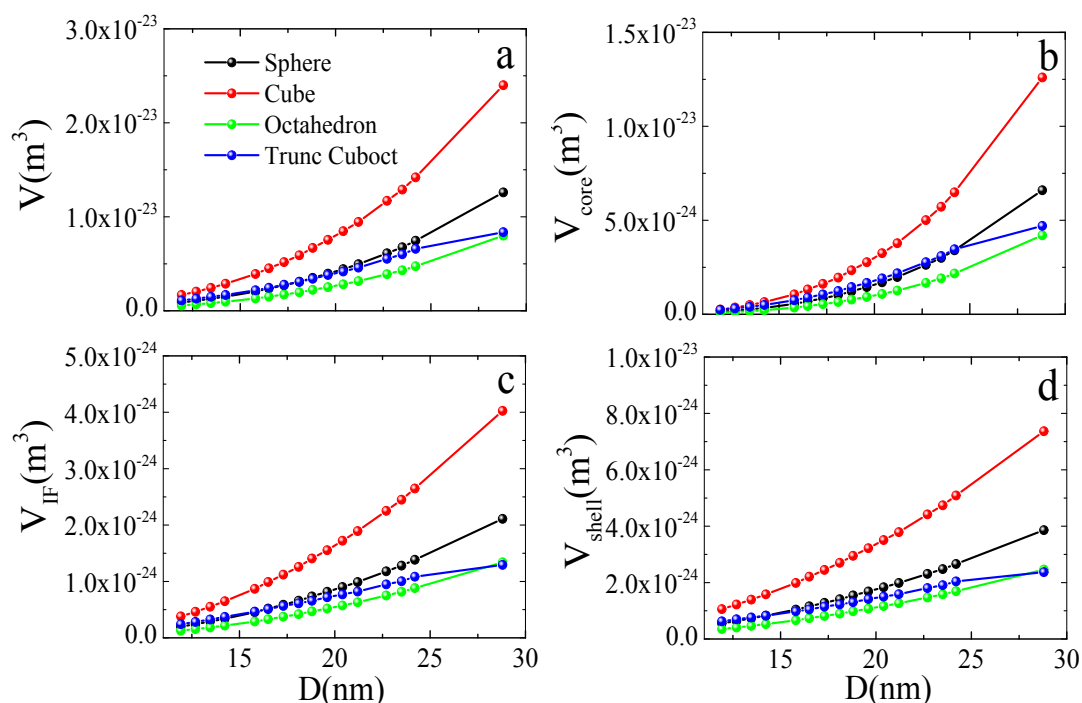 a
3.0x10⁻²³
2.0x10⁻²³
1.0x10⁻²³
0.0
V(m³)
Sphere
Cube
Octahedron
Trunc Cuboct
b
1.5x10⁻²³
1.0x10⁻²³
5.0x10⁻²⁴
0.0
V_core(m³)
c
5.0x10⁻²⁴
4.0x10⁻²⁴
3.0x10⁻²⁴
2.0x10⁻²⁴
1.0x10⁻²⁴
0.0
V_IF(m³)
15 20 25 30
D(nm)
d
1.0x10⁻²³
8.0x10⁻²⁴
6.0x10⁻²⁴
4.0x10⁻²⁴
2.0x10⁻²⁴
0.0
V_shell(m³)
15 20 25 30
D(nm)